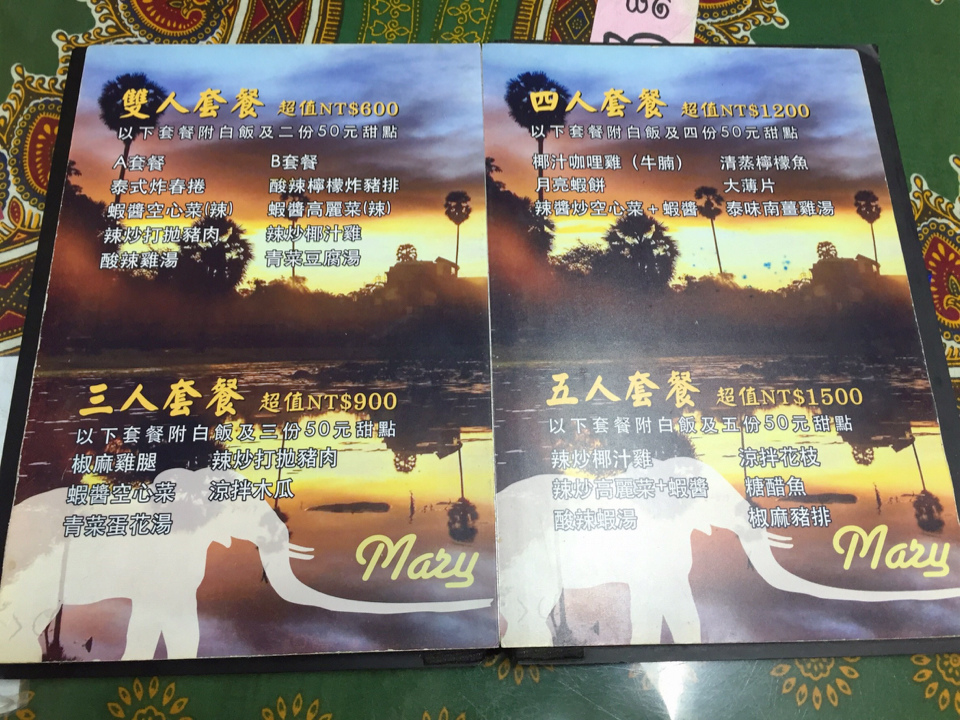 雙人套餐 超值NT$600
以下套餐附白飯及二份50元甜點
A套餐 B套餐
泰式炸春捲 酸辣檸檬炸豬排
蝦醬空心菜(辣) 蝦醬高麗菜(辣)
辣炒打拋豬肉 辣炒椰汁雞
酸辣雞湯 青菜豆腐湯
三人套餐 超值NT$900
以下套餐附白飯及三份50元甜點
椒麻雞腿 辣炒打拋豬肉
蝦醬空心菜 涼拌木瓜
青菜蛋花湯
Mary
四人套餐 超值NT$1200
以下套餐附白飯及四份50元甜點
椰汁咖哩雞(牛腩) 清蒸檸檬魚
月亮蝦餅 大薄片
辣醬炒空心菜+蝦醬 泰味南薑雞湯
五人套餐 超值NT$1500
以下套餐附白飯及五份50元甜點
辣炒椰汁雞 涼拌花枝
辣炒高麗菜+蝦醬 糖醋魚
酸辣蝦湯 椒麻豬排
Mary